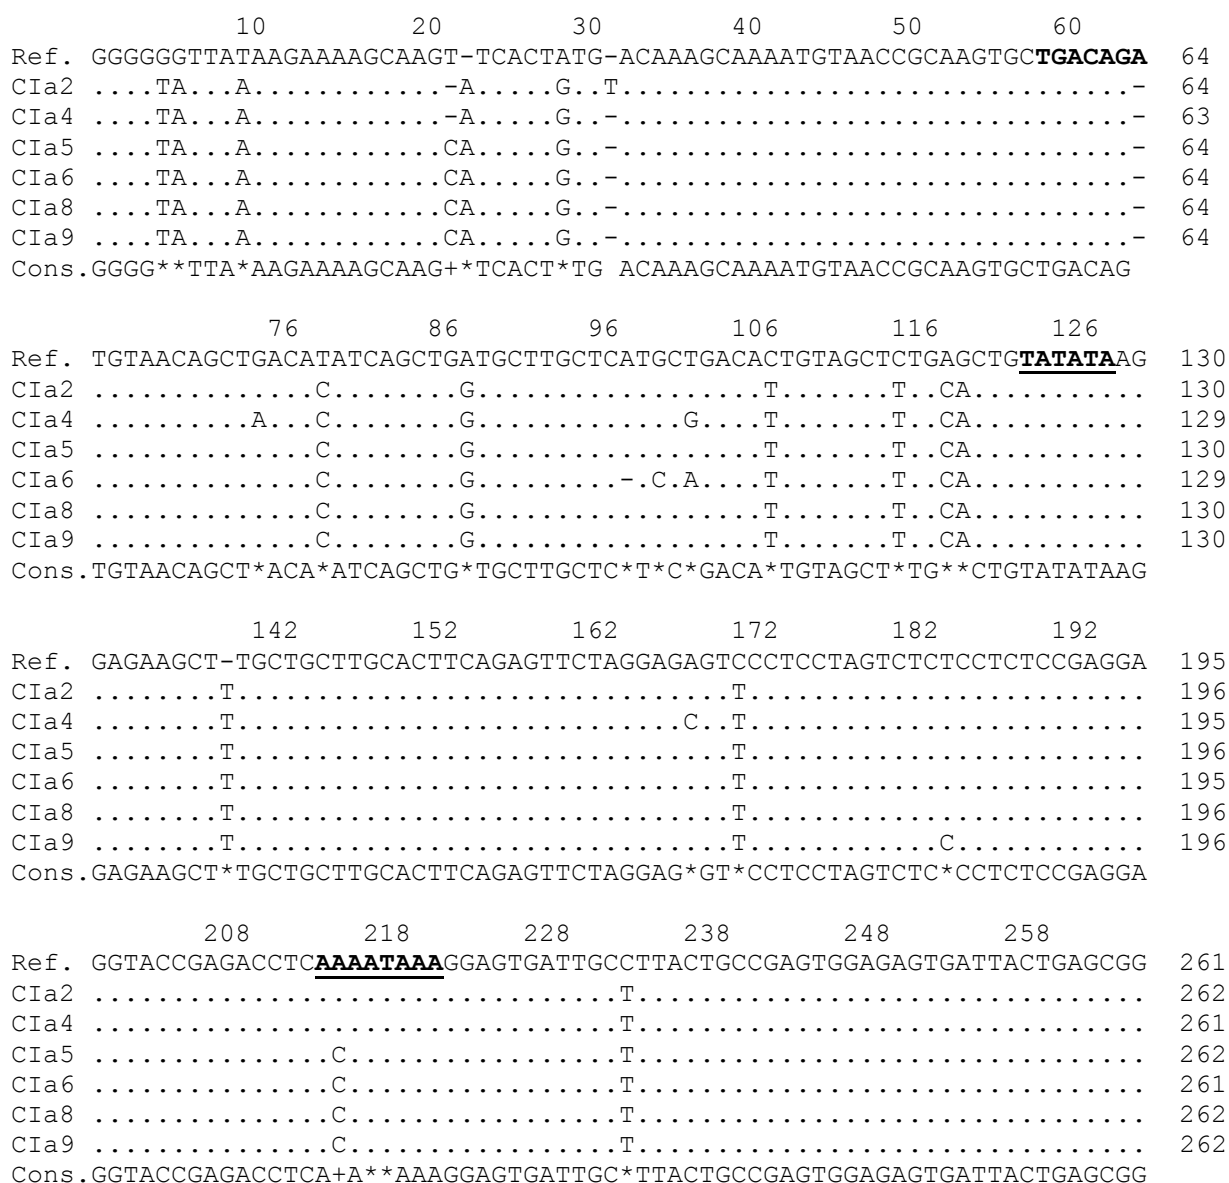 10 20 30 40 50 60
Ref. GGGGGGTTATAAGAAAAGCAAGT-TCACTATG-ACAAAGCAAAATGTAACCGCAAGTGCTGACAGA 64
CIa2 ....TA...A............-A.....G..T................................- 64
CIa4 ....TA...A............-A.....G..-................................- 63
CIa5 ....TA...A............CA.....G..-................................- 64
CIa6 ....TA...A............CA.....G..-................................- 64
CIa8 ....TA...A............CA.....G..-................................- 64
CIa9 ....TA...A............CA.....G..-................................- 64
Cons.GGGG**TTA*AAGAAAAGCAAG+*TCACT*TG ACAAAGCAAAATGTAACCGCAAGTGCTGACAG
76 86 96 106 116 126
Ref. TGTAACAGCTGACATATCAGCTGATGCTTGCTCATGCTGACACTGTAGCTCTGAGCTGTATATAAG 130
CIa2 ..............C........G..................T.......T..CA........... 130
CIa4 ..........A...C........G.............G....T.......T..CA........... 129
CIa5 ..............C........G..................T.......T..CA........... 130
CIa6 ..............C........G.........-.C.A....T.......T..CA........... 129
CIa8 ..............C........G..................T.......T..CA........... 130
CIa9 ..............C........G..................T.......T..CA........... 130
Cons.TGTAACAGCT*ACA*ATCAGCTG*TGCTTGCTC*T*C*GACA*TGTAGCT*TG**CTGTATATAAG
142 152 162 172 182 192
Ref. GAGAAGCT-TGCTGCTTGCACTTCAGAGTTCTAGGAGAGTCCCTCCTAGTCTCTCCTCTCCGAGGA 195
CIa2 ........T...............................T......................... 196
CIa4 ........T............................C..T......................... 195
CIa5 ........T...............................T......................... 196
CIa6 ........T...............................T......................... 195
CIa8 ........T...............................T......................... 196
CIa9 ........T...............................T............C............ 196
Cons.GAGAAGCT*TGCTGCTTGCACTTCAGAGTTCTAGGAG*GT*CCTCCTAGTCTC*CCTCTCCGAGGA
208 218 228 238 248 258
Ref. GGTACCGAGACCTCAAAATAAAGGAGTGATTGCCTTACTGCCGAGTGGAGAGTGATTACTGAGCGG 261
CIa2 .................................T................................ 262
CIa4 .................................T................................ 261
CIa5 ...............C.................T................................ 262
CIa6 ...............C.................T................................ 261
CIa8 ...............C.................T................................ 262
CIa9 ...............C.................T................................ 262
Cons.GGTACCGAGACCTCA+A**AAAGGAGTGATTGC*TTACTGCCGAGTGGAGAGTGATTACTGAGCGG